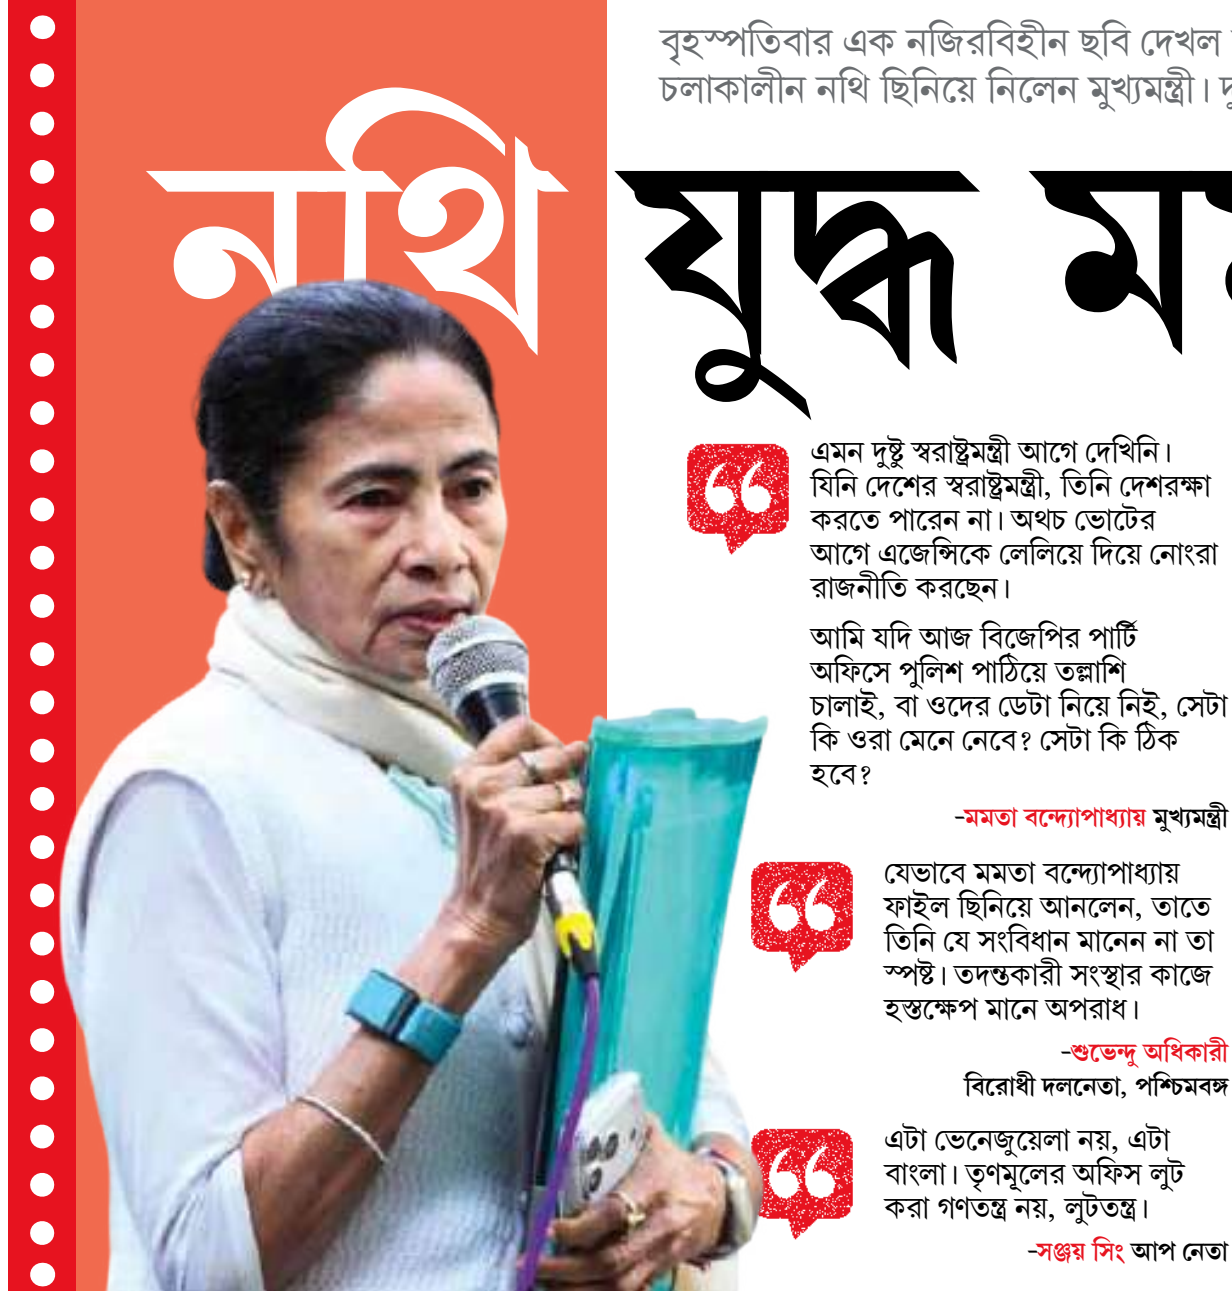 বৃহস্পতিবার এক নজিরবিহীন ছবি দেখল
চলাকালীন নথি ছিনিয়ে নিলেন মুখ্যমন্ত্রী।
নথি যুদ্ধ
এমন দুষ্টু স্বরাষ্ট্রমন্ত্রী আগে দেখিনি।
যিনি দেশের স্বরাষ্ট্রমন্ত্রী, তিনি দেশরক্ষা
করতে পারেন না। অথচ ভোটের
আগে এজেন্সিকে লেলিয়ে দিয়ে নোংরা
রাজনীতি করছেন।
আমি যদি আজ বিজেপির পার্টি
অফিসে পুলিশ পাঠিয়ে তল্লাশি
চালাই, বা ওদের ডেটা নিয়ে নিই, সেটা
কি ওরা মেনে নেবে? সেটা কি ঠিক
হবে?
-মমতা বন্দ্যোপাধ্যায় মুখ্যমন্ত্রী
যেভাবে মমতা বন্দ্যোপাধ্যায়
ফাইল ছিনিয়ে আনলেন, তাতে
তিনি যে সংবিধান মানেন না তা
স্পষ্ট। তদন্তকারী সংস্থার কাজে
হস্তক্ষেপ মানে অপরাধ।
-শুভেন্দু অধিকারী
বিরোধী দলনেতা, পশ্চিমবঙ্গ
এটা ভেনেজুয়েলা নয়, এটা
বাংলা। তৃণমূলের অফিস লুট
করা গণতন্ত্র নয়, লুটতন্ত্র।
-সঞ্জয় সিং আপ নেতা